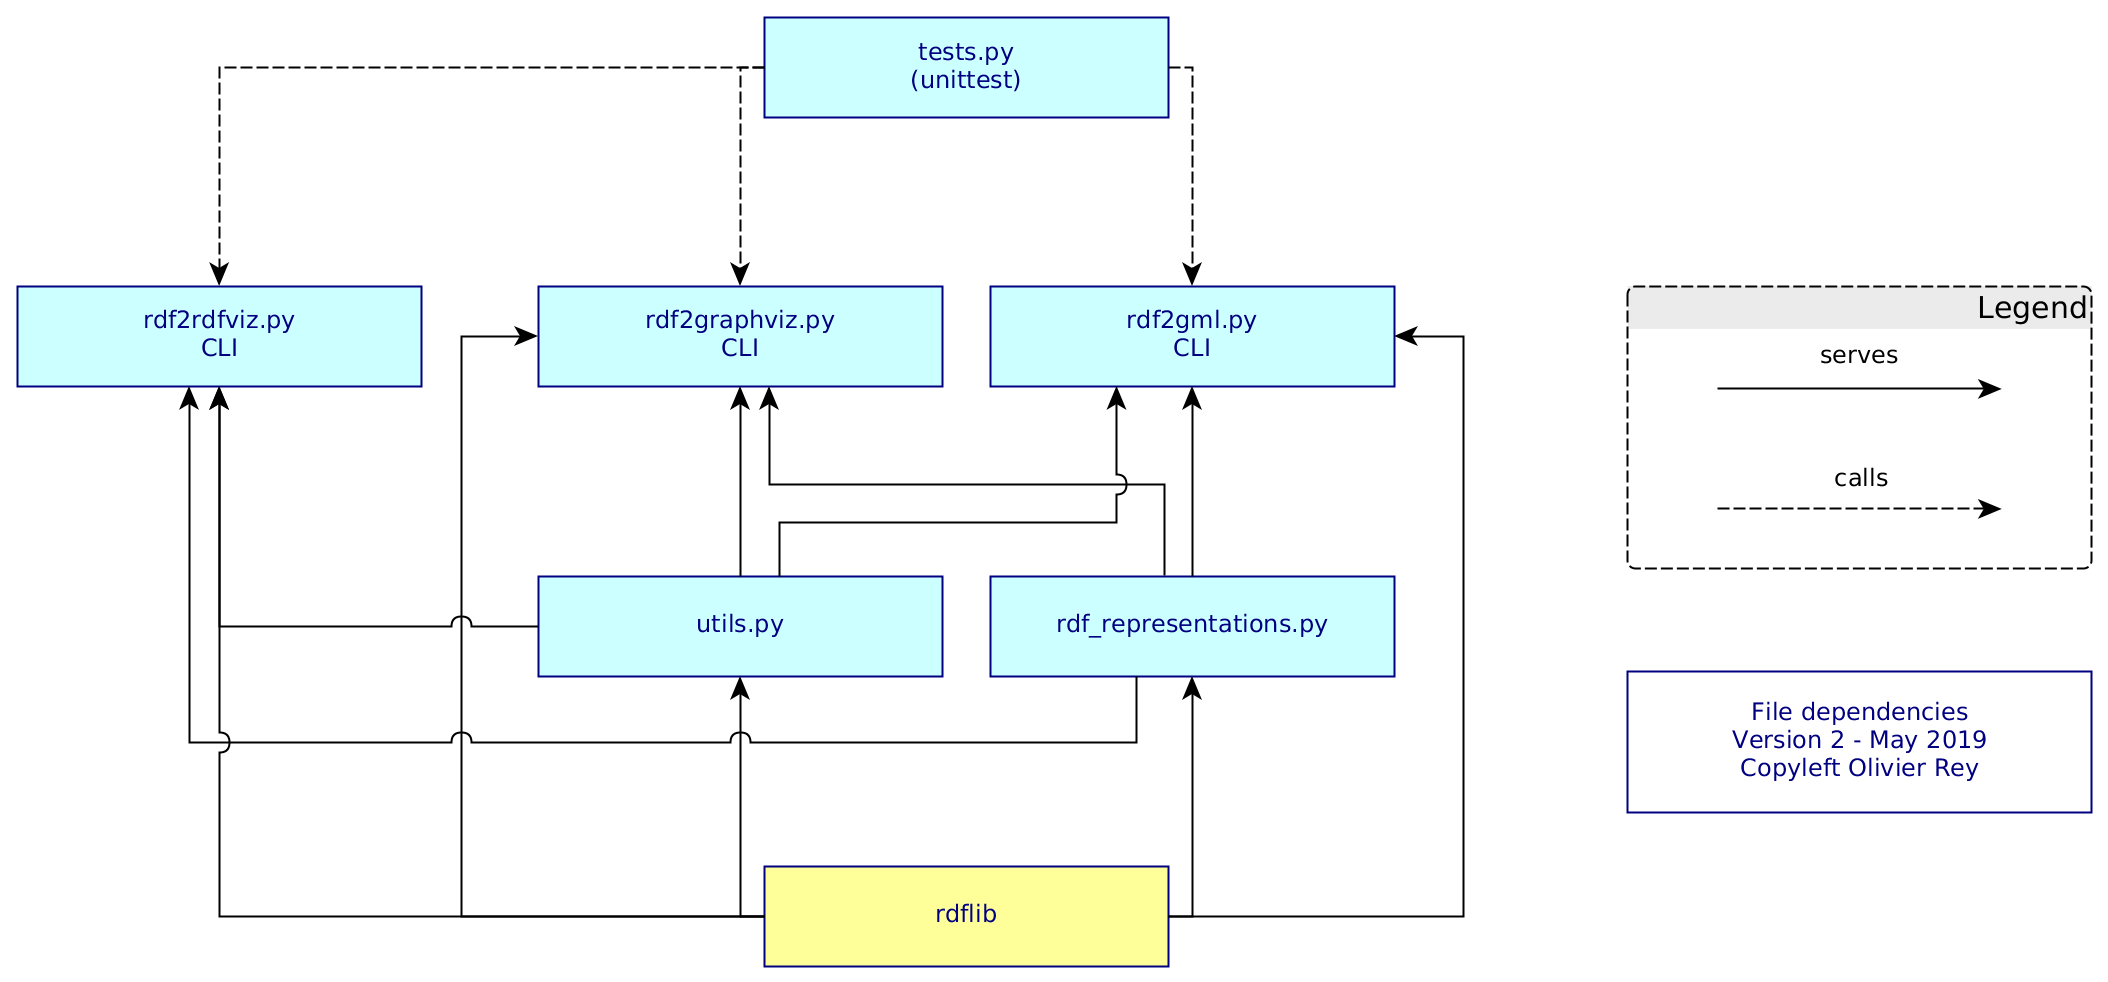 tests.py
(unittest)
rdf2rdfviz.py
CLI
rdf2graphviz.py
CLI
rdf2gml.py
CLI
Legend
serves
calls
utils.py
rdf_representations.py
File dependencies
Version 2 - May 2019
Copyleft Olivier Rey
rdflib